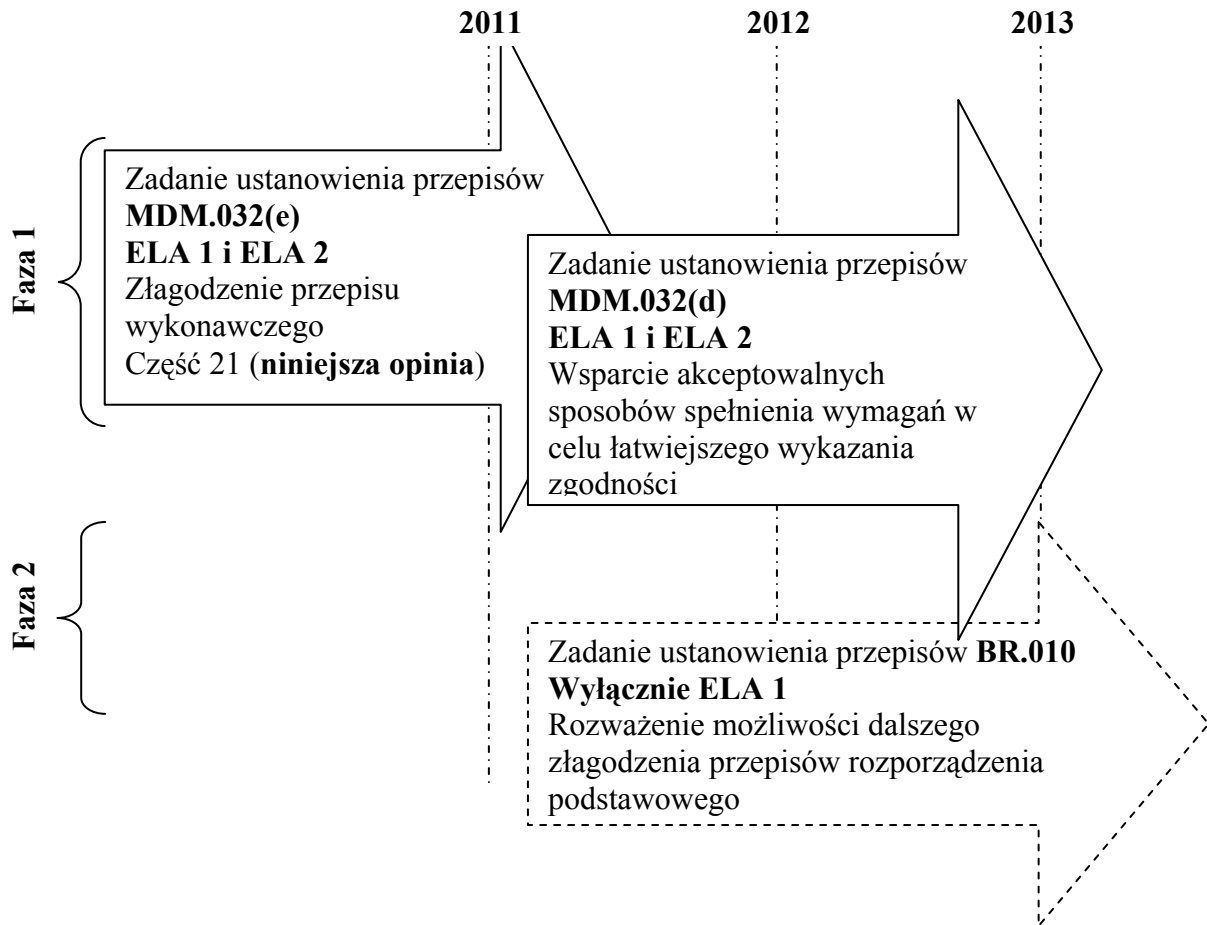 2011 2012 2013
Faza 1
Zadanie ustanowienia przepisów
MDM.032(e)
ELA 1 i ELA 2
Złagodzenie przepisu
wykonawczego
Część 21 (niniejsza opinia)
Zadanie ustanowienia przepisów
MDM.032(d)
ELA 1 i ELA 2
Wsparcie akceptowalnych
sposobów spełnienia wymagań w
celu łatwiejszego wykazania
zgodności
Faza 2
Zadanie ustanowienia przepisów BR.010
Wyłącznie ELA 1
Rozważenie możliwości dalszego
złagodzenia przepisów rozporządzenia
podstawowego